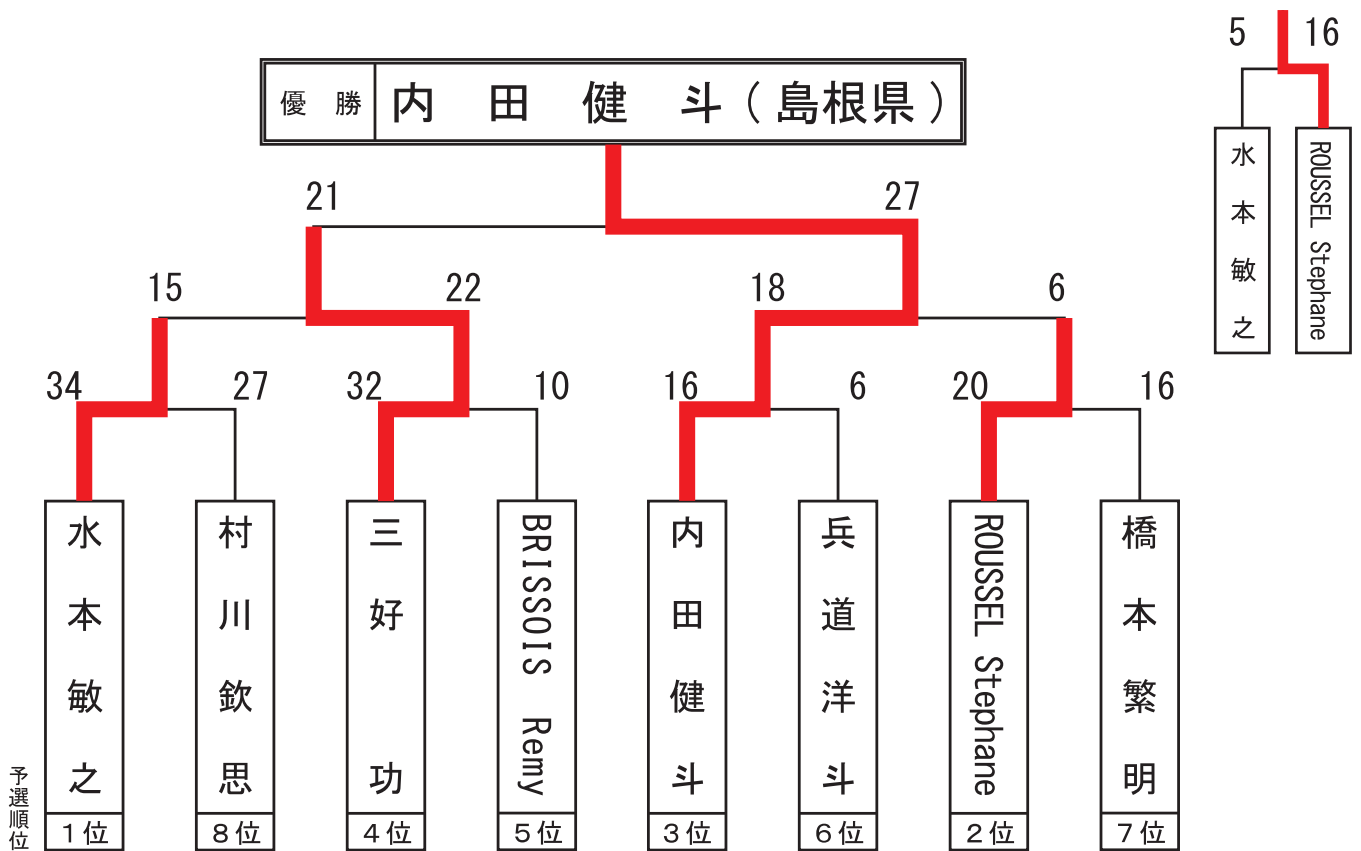 5 16
優勝 内田健斗(島根県)
水本敏之
ROUSSEL Stephane
21 27
15 22 18 6
34 27 32 10 16 6 20 16
水本敏之
村川欽思
三好功
BRISSOIS Remy
内田健斗
兵道洋斗
ROUSSEL Stephane
橋本繁明
予選順位
1位 8位 4位 5位 3位 6位 2位 7位